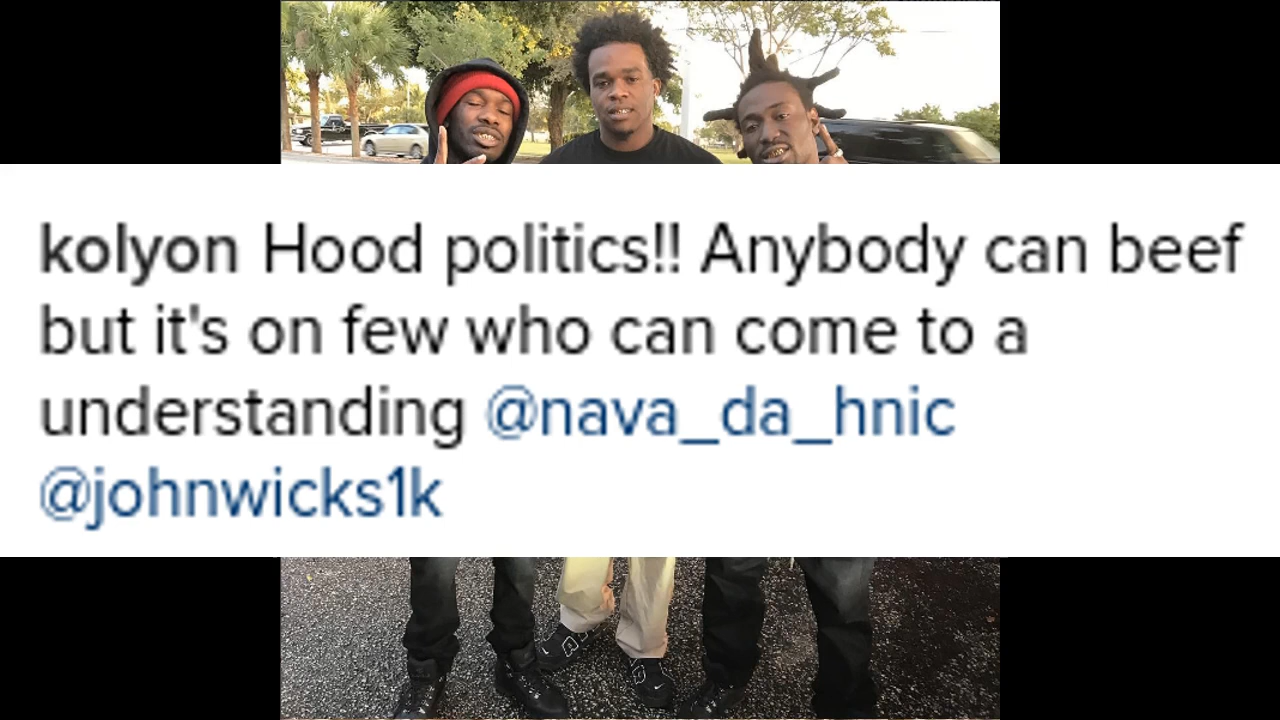 kolyon Hood politics!! Anybody can beef
but it's on few who can come to a
understanding @nava_da_hnic
@johnwicks1k